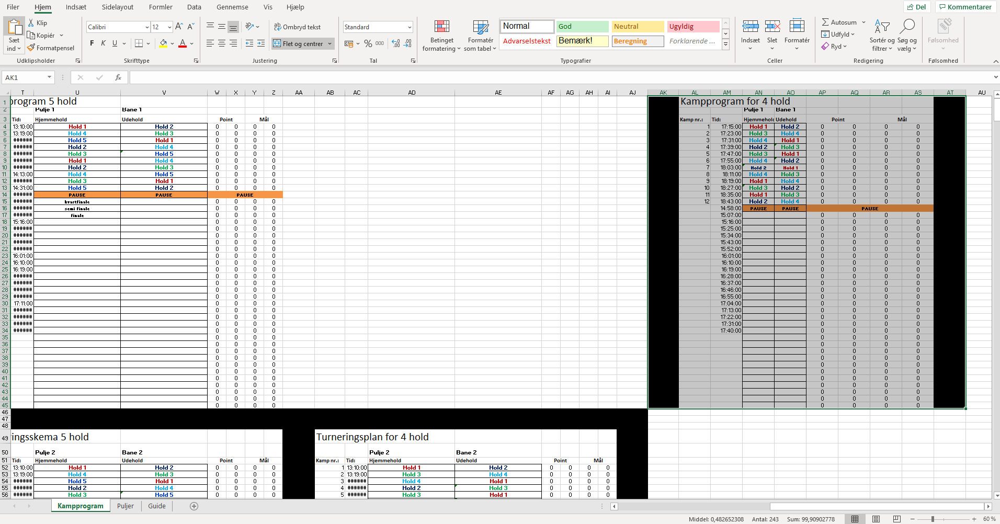 Filer Hjem Indsæt Sidelayout Formler Data Gennemse Vis Hjælp Del Kommentarer
Sæt ind Klip Kopiér Formatpensel Udklipsholder
Calibri 12 F K U Skrifttype
Ombryd tekst Flet og centrer Justering
Standard % 000 Tal
Betinget formatering Formatér som tabel
Normal God Neutral Ugyldig
Advarselstekst Bemærk! Beregning Forklarende ...
Typografier
Indsæt Slet Formatér Celler
Autosum Udfyld Ryd Sortér og filtrer Søg og vælg Redigering
Følsomhed Følsomhed
AK1 fx
T U V W X Y Z AA AB AC AD AE AF AG AH AI AJ AK AL AM AN AO AP AQ AR AS AT AU
1 program 5 hold Kampprogram for 4 hold
2 Pulje 1 Bane 1 Pulje 1 Bane 1
3 Tid: Hjemmehold Udehold Point Mål Kamp nr.: Tid: Hjemmehold Udehold Point Mål
4 13:10:00 Hold 1 Hold 2 0 0 0 0 1 17:15:00 Hold 1 Hold 2 0 0 0 0
5 13:19:00 Hold 4 Hold 3 0 0 0 0 2 17:23:00 Hold 3 Hold 4 0 0 0 0
6 ###### Hold 5 Hold 1 0 0 0 0 3 17:31:00 Hold 4 Hold 1 0 0 0 0
7 ###### Hold 2 Hold 4 0 0 0 0 4 17:39:00 Hold 2 Hold 3 0 0 0 0
8 ###### Hold 3 Hold 5 0 0 0 0 5 17:47:00 Hold 3 Hold 1 0 0 0 0
9 ###### Hold 1 Hold 4 0 0 0 0 6 17:55:00 Hold 4 Hold 2 0 0 0 0
10 ###### Hold 2 Hold 3 0 0 0 0 7 18:03:00 Hold 2 Hold 1 0 0 0 0
11 14:13:00 Hold 4 Hold 5 0 0 0 0 8 18:11:00 Hold 4 Hold 3 0 0 0 0
12 ###### Hold 3 Hold 1 0 0 0 0 9 18:19:00 Hold 1 Hold 4 0 0 0 0
13 14:31:00 Hold 5 Hold 2 0 0 0 0 10 18:27:00 Hold 3 Hold 2 0 0 0 0
14 ###### PAUSE PAUSE PAUSE 11 18:35:00 Hold 1 Hold 3 0 0 0 0
15 ###### kvartfinale 0 0 0 0 12 18:43:00 Hold 2 Hold 4 0 0 0 0
16 ###### semi finale 0 0 0 0 14:58:00 PAUSE PAUSE PAUSE
17 ###### finale 0 0 0 0 15:07:00 0 0 0 0
18 15:16:00 0 0 0 0 15:16:00 0 0 0 0
19 ###### 0 0 0 0 15:25:00 0 0 0 0
20 ###### 0 0 0 0 15:34:00 0 0 0 0
21 ###### 0 0 0 0 15:43:00 0 0 0 0
22 ###### 0 0 0 0 15:52:00 0 0 0 0
23 16:01:00 0 0 0 0 16:01:00 0 0 0 0
24 16:10:00 0 0 0 0 16:10:00 0 0 0 0
25 16:19:00 0 0 0 0 16:19:00 0 0 0 0
26 ###### 0 0 0 0 16:28:00 0 0 0 0
27 ###### 0 0 0 0 16:37:00 0 0 0 0
28 ###### 0 0 0 0 16:46:00 0 0 0 0
29 ###### 0 0 0 0 16:55:00 0 0 0 0
30 17:11:00 0 0 0 0 17:04:00 0 0 0 0
31 ###### 0 0 0 0 17:13:00 0 0 0 0
32 ###### 0 0 0 0 17:22:00 0 0 0 0
33 ###### 0 0 0 0 17:31:00 0 0 0 0
34 ###### 0 0 0 0 17:40:00 0 0 0 0
35 0 0 0 0 0 0 0 0
36 0 0 0 0 0 0 0 0
37 0 0 0 0 0 0 0 0
38 0 0 0 0 0 0 0 0
39 0 0 0 0 0 0 0 0
40 0 0 0 0 0 0 0 0
41 0 0 0 0 0 0 0 0
42 0 0 0 0 0 0 0 0
43 0 0 0 0 0 0 0 0
44 0 0 0 0 0 0 0 0
45 0 0 0 0 0 0 0 0
46
47
48
49 ingsskema 5 hold Turneringsplan for 4 hold
50 Pulje 2 Bane 2 Pulje 2 Bane 2
51 Tid: Hjemmehold Udehold Point Mål Kamp nr.: Tid: Hjemmehold Udehold Point Mål
52 13:10:00 Hold 1 Hold 2 0 0 0 0 1 13:10:00 Hold 1 Hold 2 0 0 0 0
53 13:19:00 Hold 4 Hold 3 0 0 0 0 2 13:19:00 Hold 3 Hold 4 0 0 0 0
54 ###### Hold 5 Hold 1 0 0 0 0 3 ###### Hold 4 Hold 1 0 0 0 0
55 ###### Hold 2 Hold 4 0 0 0 0 4 ###### Hold 2 Hold 3 0 0 0 0
56 ###### Hold 3 Hold 5 0 0 0 0 5 ###### Hold 3 Hold 1 0 0 0 0
Kampprogram Puljer Guide
Middel: 0,482652308 Antal: 243 Sum: 99,90902778 60 %